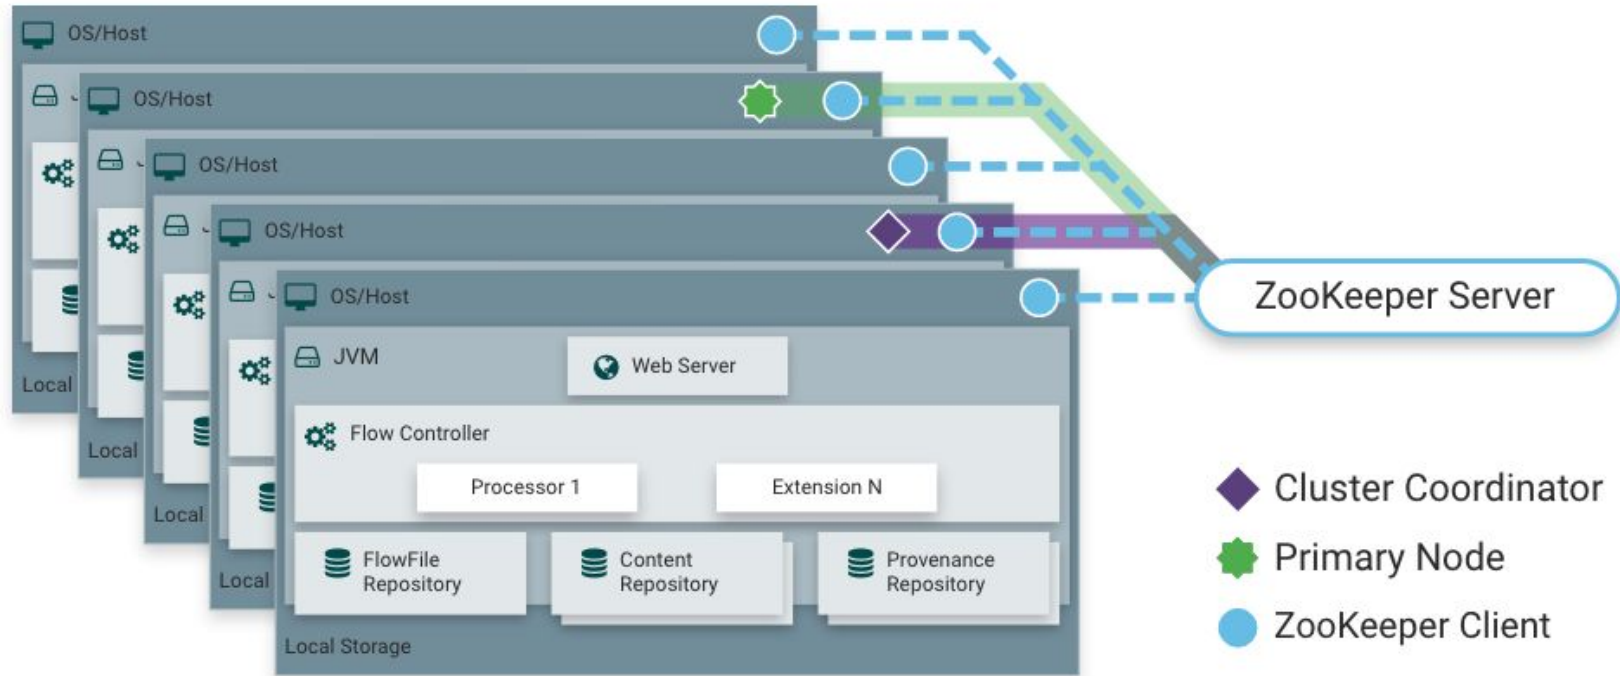 OS/Host
OS/Host
OS/Host
OS/Host
OS/Host
JVM
Web Server
Flow Controller
Processor 1
Extension N
FlowFile
Repository
Content
Repository
Provenance
Repository
Local Storage
Local
Local
Local
Local
ZooKeeper Server
Cluster Coordinator
Primary Node
ZooKeeper Client